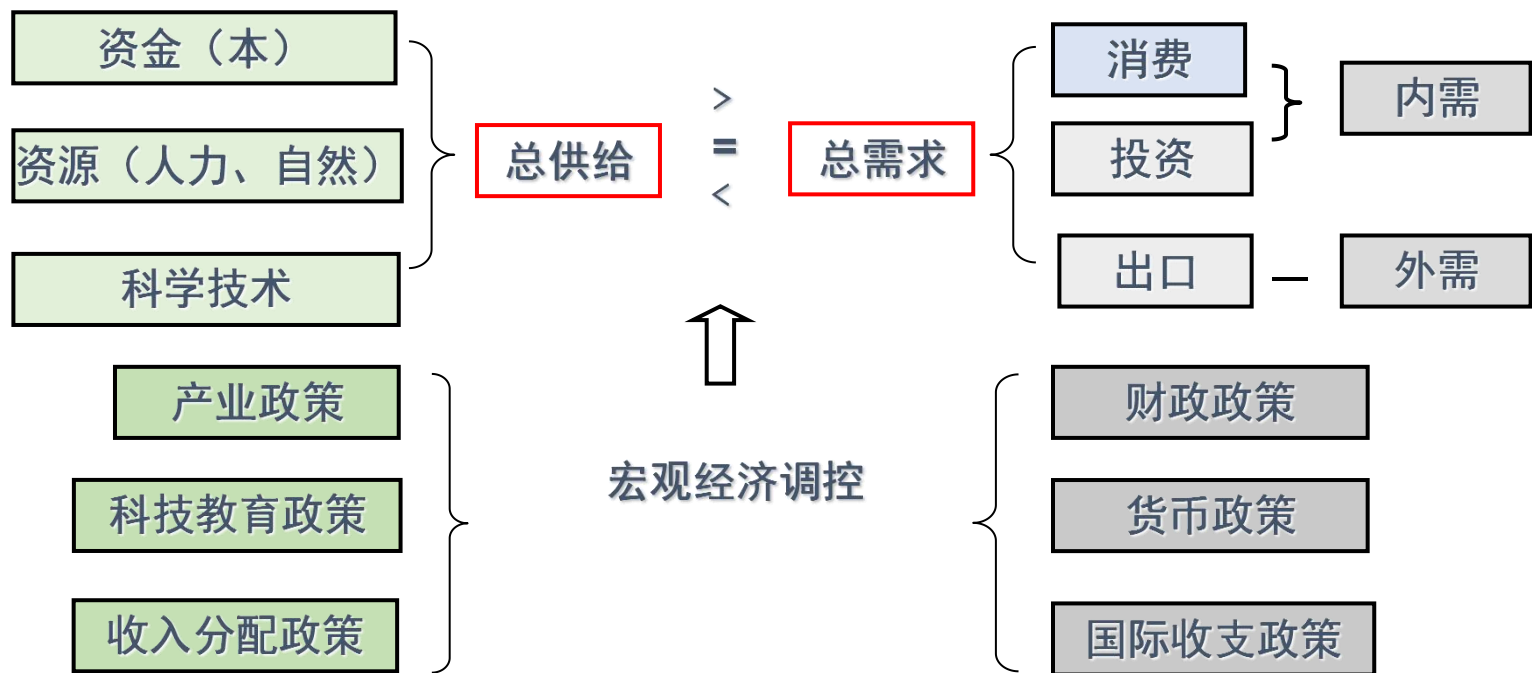 资金（本）
资源（人力、自然）
科学技术
总供给
>
=
<
总需求
消费
投资
出口
内需
外需
产业政策
科技教育政策
收入分配政策
宏观经济调控
财政政策
货币政策
国际收支政策